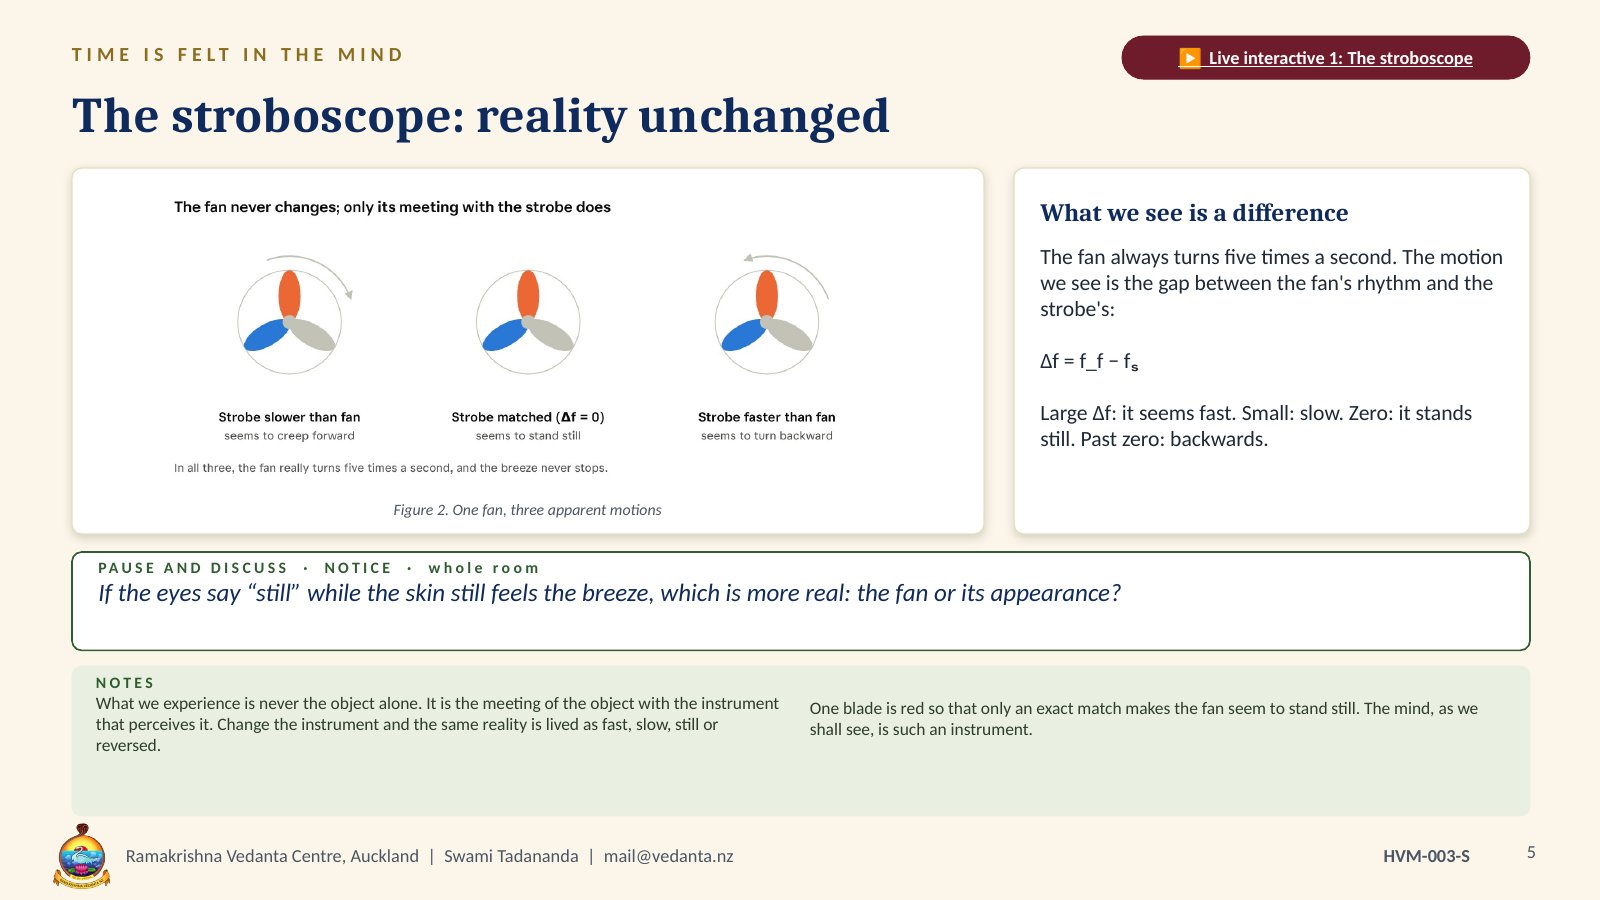 TIME IS FELT IN THE MIND
▶️ Live interactive 1: The stroboscope
The stroboscope: reality unchanged
The fan never changes; only its meeting with the strobe does
Strobe slower than fan
seems to creep forward
Strobe matched (Δf = 0)
seems to stand still
Strobe faster than fan
seems to turn backward
In all three, the fan really turns five times a second, and the breeze never stops.
Figure 2. One fan, three apparent motions
What we see is a difference
The fan always turns five times a second. The motion
we see is the gap between the fan's rhythm and the
strobe's:
Δf = f_f − fₛ
Large Δf: it seems fast. Small: slow. Zero: it stands
still. Past zero: backwards.
PAUSE AND DISCUSS · NOTICE · whole room
If the eyes say “still” while the skin still feels the breeze, which is more real: the fan or its appearance?
NOTES
What we experience is never the object alone. It is the meeting of the object with the instrument
that perceives it. Change the instrument and the same reality is lived as fast, slow, still or
reversed.
One blade is red so that only an exact match makes the fan seem to stand still. The mind, as we
shall see, is such an instrument.
Ramakrishna Vedanta Centre, Auckland | Swami Tadananda | mail@vedanta.nz
HVM-003-S
5